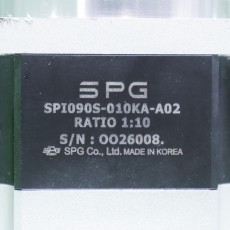 SPG
SPI090S-010KA-A02
RATIO 1:10
S/N : OO26008.
SPG Co., Ltd. MADE IN KOREA